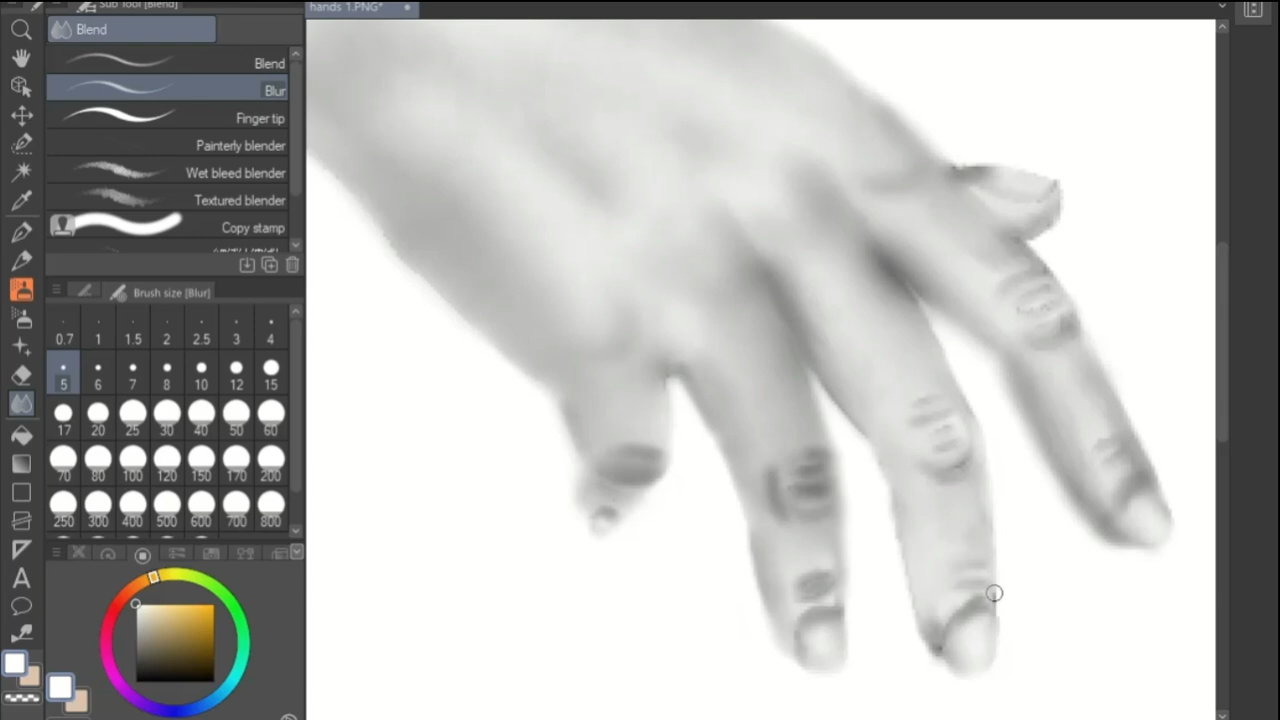 Sub Tool [Blend]
hands 1.PNG*
Blend
Blend
Blur
Finger tip
Painterly blender
Wet bleed blender
Textured blender
Copy stamp
Brush size [Blur]
0.7 1 1.5 2 2.5 3 4
5 6 7 8 10 12 15
17 20 25 30 40 50 60
70 80 100 120 150 170 200
250 300 400 500 600 700 800
A